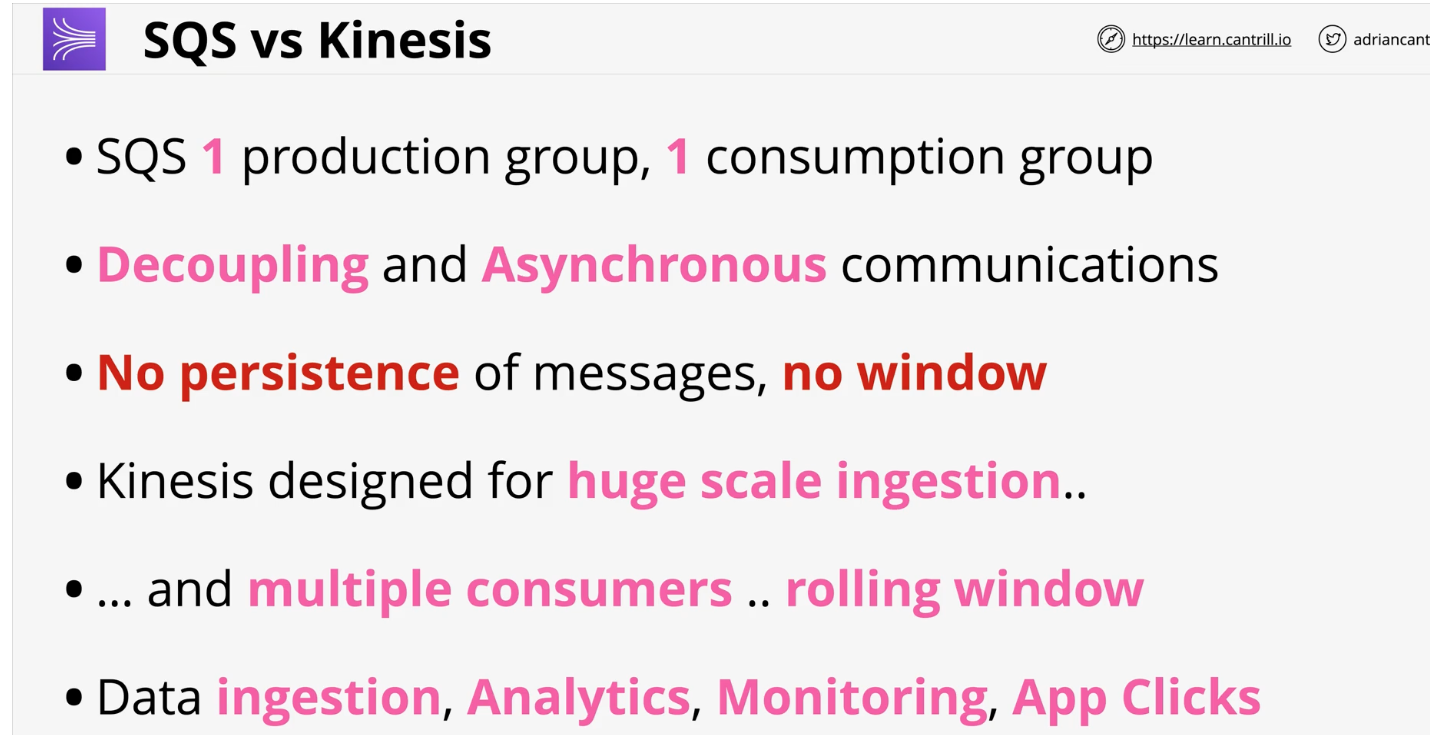 SQS vs Kinesis
https://learn.cantrill.io
adriancant
• SQS 1 production group, 1 consumption group
• Decoupling and Asynchronous communications
• No persistence of messages, no window
• Kinesis designed for huge scale ingestion..
• ... and multiple consumers .. rolling window
• Data ingestion, Analytics, Monitoring, App Clicks